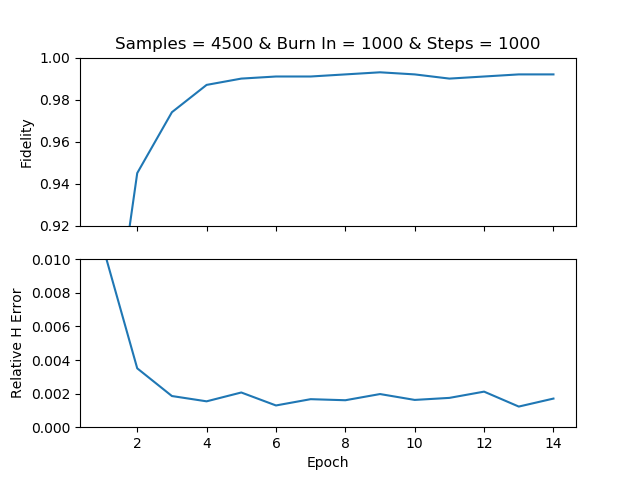 Samples = 4500 & Burn In = 1000 & Steps = 1000
1.00
0.98
0.96
0.94
0.92
Fidelity
0.010
0.008
0.006
0.004
0.002
0.000
Relative H Error
2 4 6 8 10 12 14
Epoch